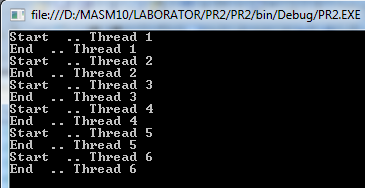 file:///D:/MASM10/LABORATOR/PR2/PR2/bin/Debug/PR2.EXE
Start  .. Thread 1
End  .. Thread 1
Start  .. Thread 2
End  .. Thread 2
Start  .. Thread 3
End  .. Thread 3
Start  .. Thread 4
End  .. Thread 4
Start  .. Thread 5
End  .. Thread 5
Start  .. Thread 6
End  .. Thread 6